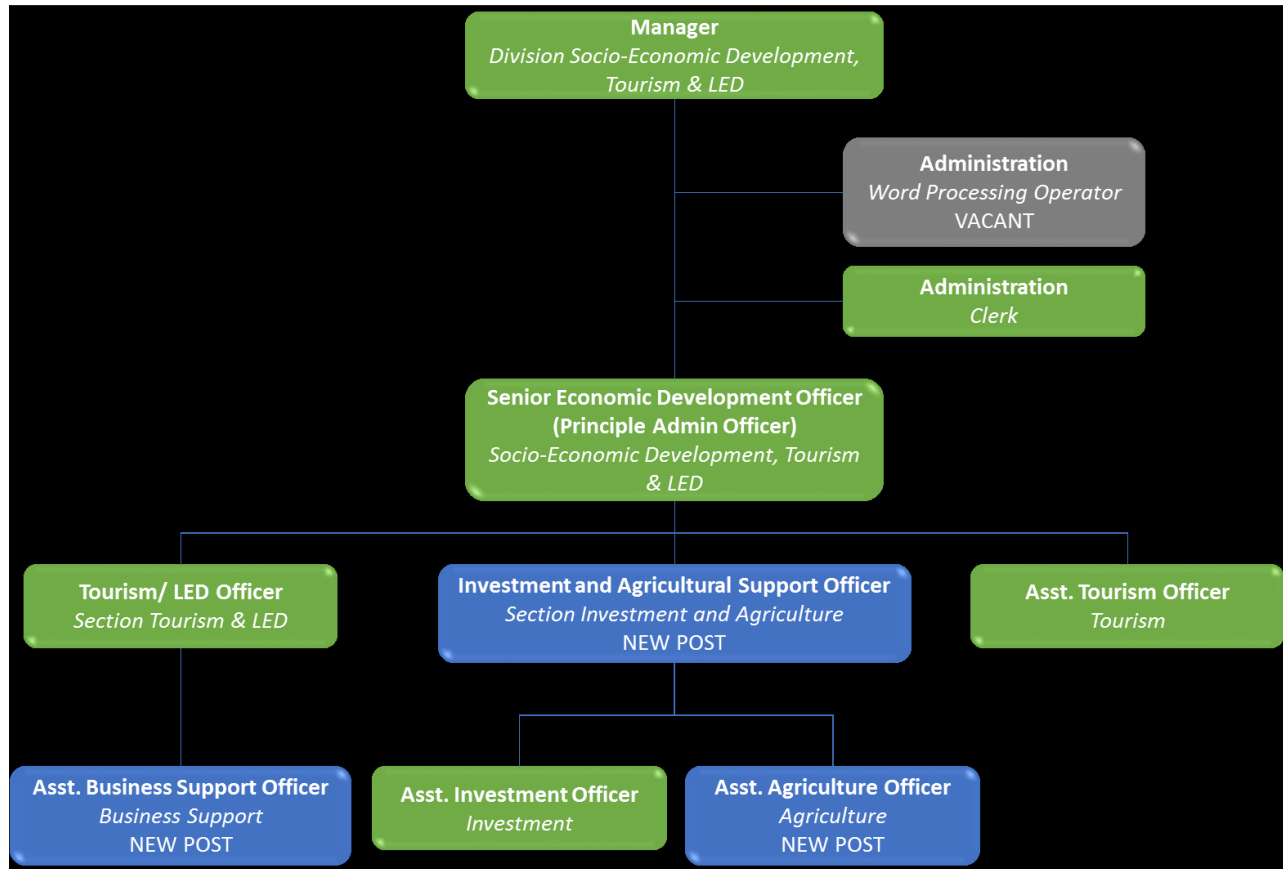 Manager
Division Socio-Economic Development,
Tourism & LED
Administration
Word Processing Operator
VACANT
Administration
Clerk
Senior Economic Development Officer
(Principle Admin Officer)
Socio-Economic Development, Tourism
& LED
Tourism/ LED Officer
Section Tourism & LED
Investment and Agricultural Support Officer
Section Investment and Agriculture
NEW POST
Asst. Tourism Officer
Tourism
Asst. Business Support Officer
Business Support
NEW POST
Asst. Investment Officer
Investment
Asst. Agriculture Officer
Agriculture
NEW POST